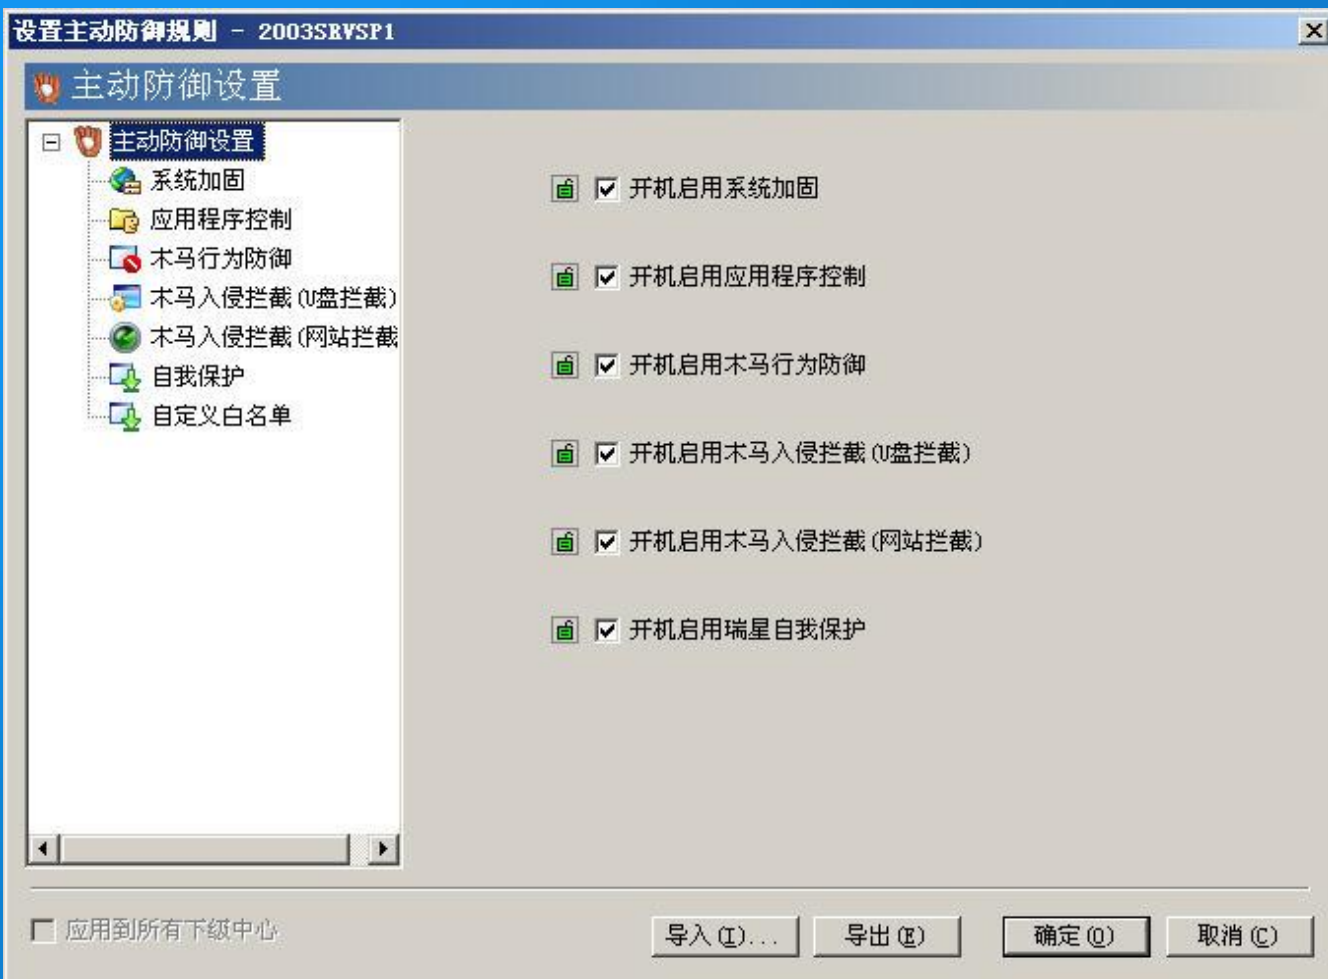 设置主动防御规则 - 2003SRVSP1
主动防御设置
主动防御设置
系统加固
应用程序控制
木马行为防御
木马入侵拦截(U盘拦截)
木马入侵拦截(网站拦截
自我保护
自定义白名单
开机启用系统加固
开机启用应用程序控制
开机启用木马行为防御
开机启用木马入侵拦截(U盘拦截)
开机启用木马入侵拦截(网站拦截)
开机启用瑞星自我保护
应用到所有下级中心
导入(I)...
导出(E)
确定(O)
取消(C)